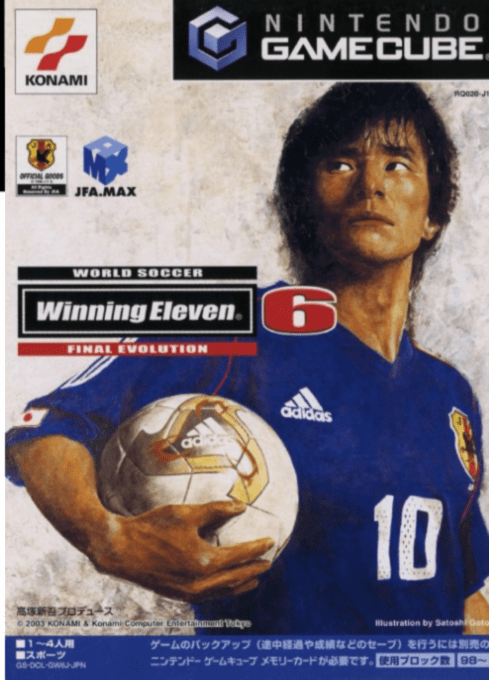 KONAMI
NINTENDO
GAMECUBE
OFFICIAL GOODS
JFA.MAX
WORLD SOCCER
Winning Eleven® 6
FINAL EVOLUTION
adidas
adidas
10
高塚新吾プロデュース
© 2003 KONAMI & Konami Computer Entertainment Tokyo
Illustration by Satoshi Goto
■1～4人用
■スポーツ
ゲームのバックアップ（途中経過や成績などのセーブ）を行うには別売の
ニンテンドー ゲームキューブ メモリーカードが必要です。 使用ブロック数 98～